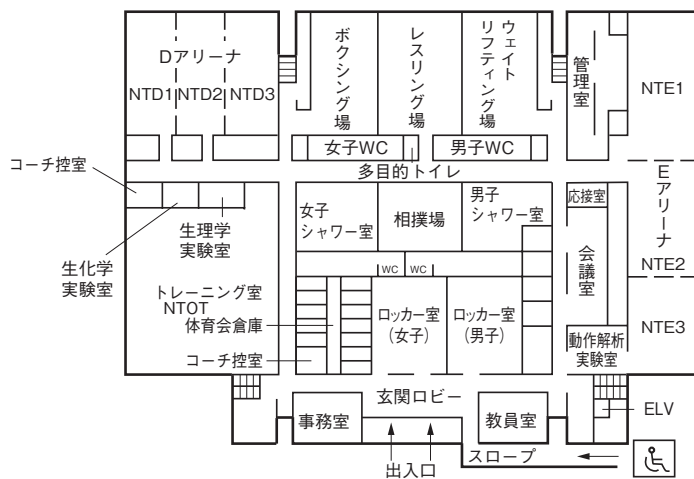 Dアリーナ
NTD1
NTD2
NTD3
ボクシング場
レスリング場
ウェイト
リフティング場
管理室
NTE1
女子WC
男子WC
多目的トイレ
コーチ控室
Eアリーナ
生理学
実験室
生化学
実験室
女子
シャワー室
相撲場
男子
シャワー室
応接室
会議室
NTE2
WC
WC
トレーニング室
NTOT
体育会倉庫
コーチ控室
ロッカー室
(女子)
ロッカー室
(男子)
NTE3
動作解析
実験室
玄関ロビー
事務室
教員室
ELV
スロープ
出入口